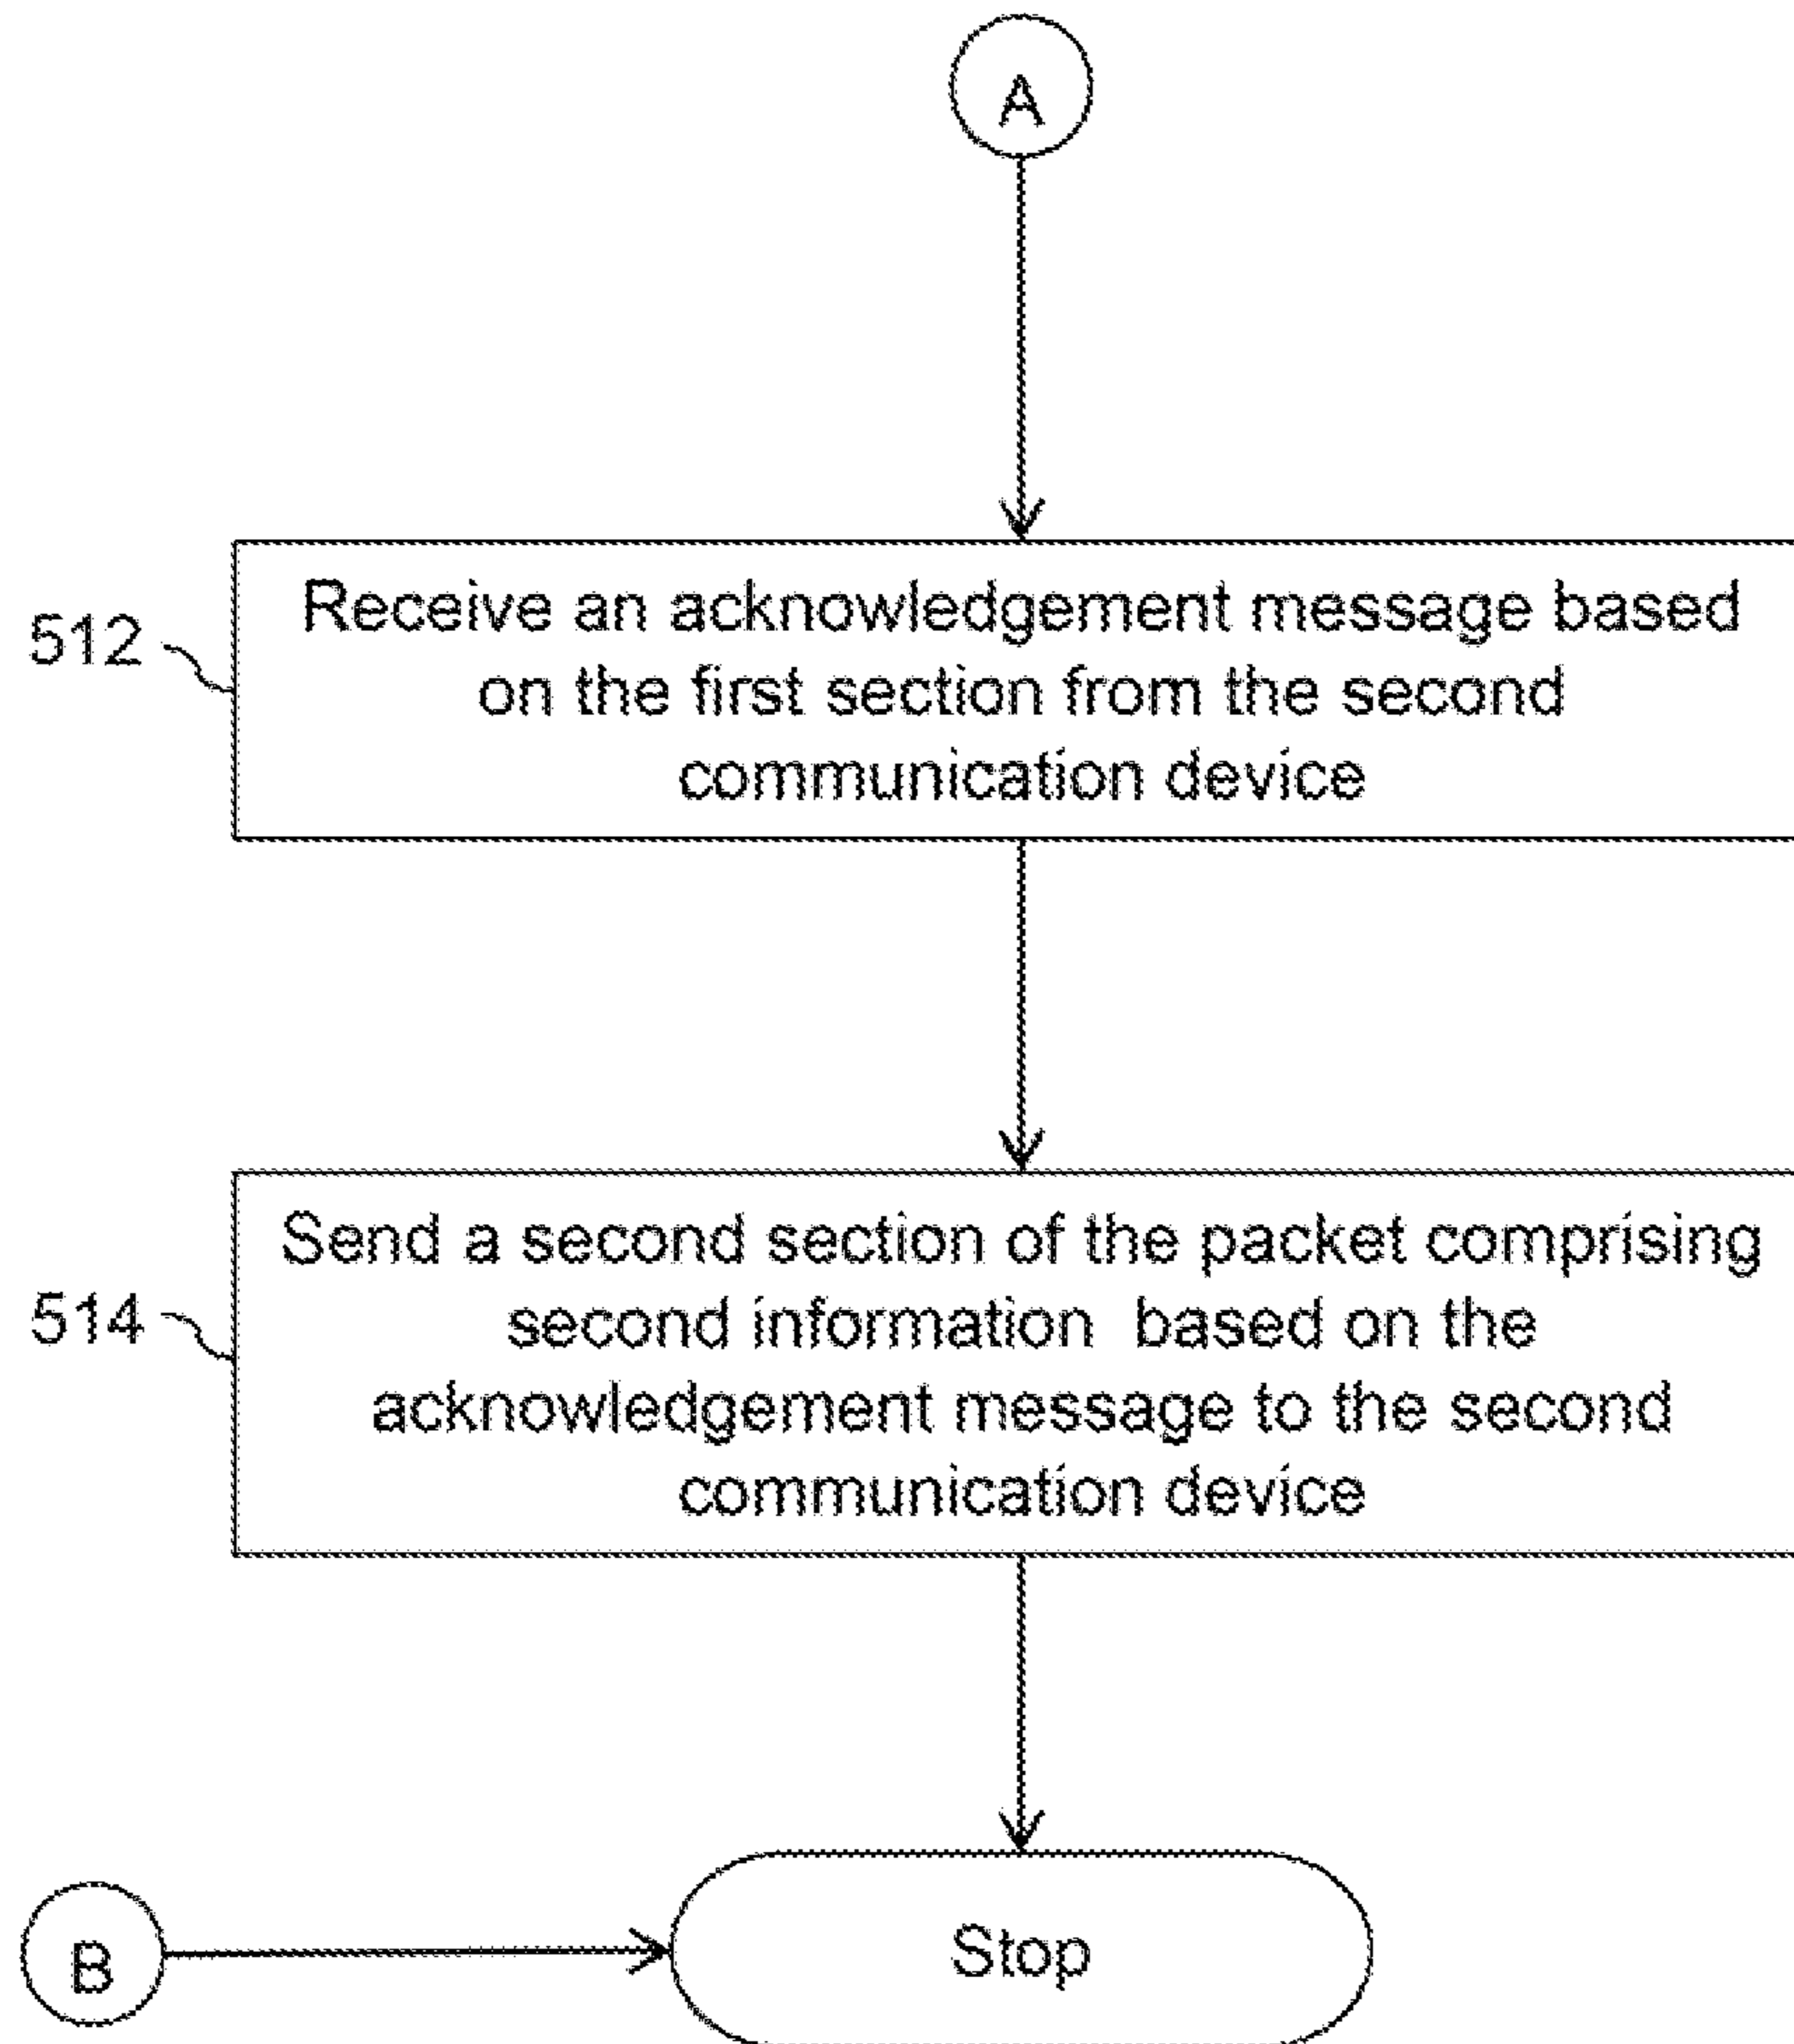 A
512
Receive an acknowledgement message based
on the first section from the second
communication device
514
Send a second section of the packet comprising
second information  based on the
acknowledgement message to the second
communication device
B
Stop